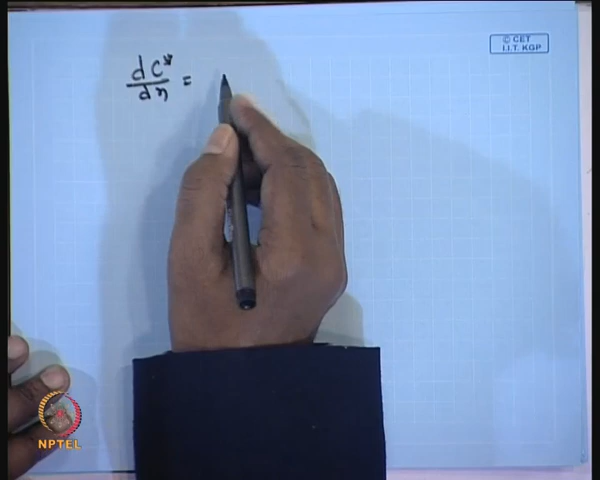 dC*/dη =
© CET
I.I.T. KGP
NPTEL